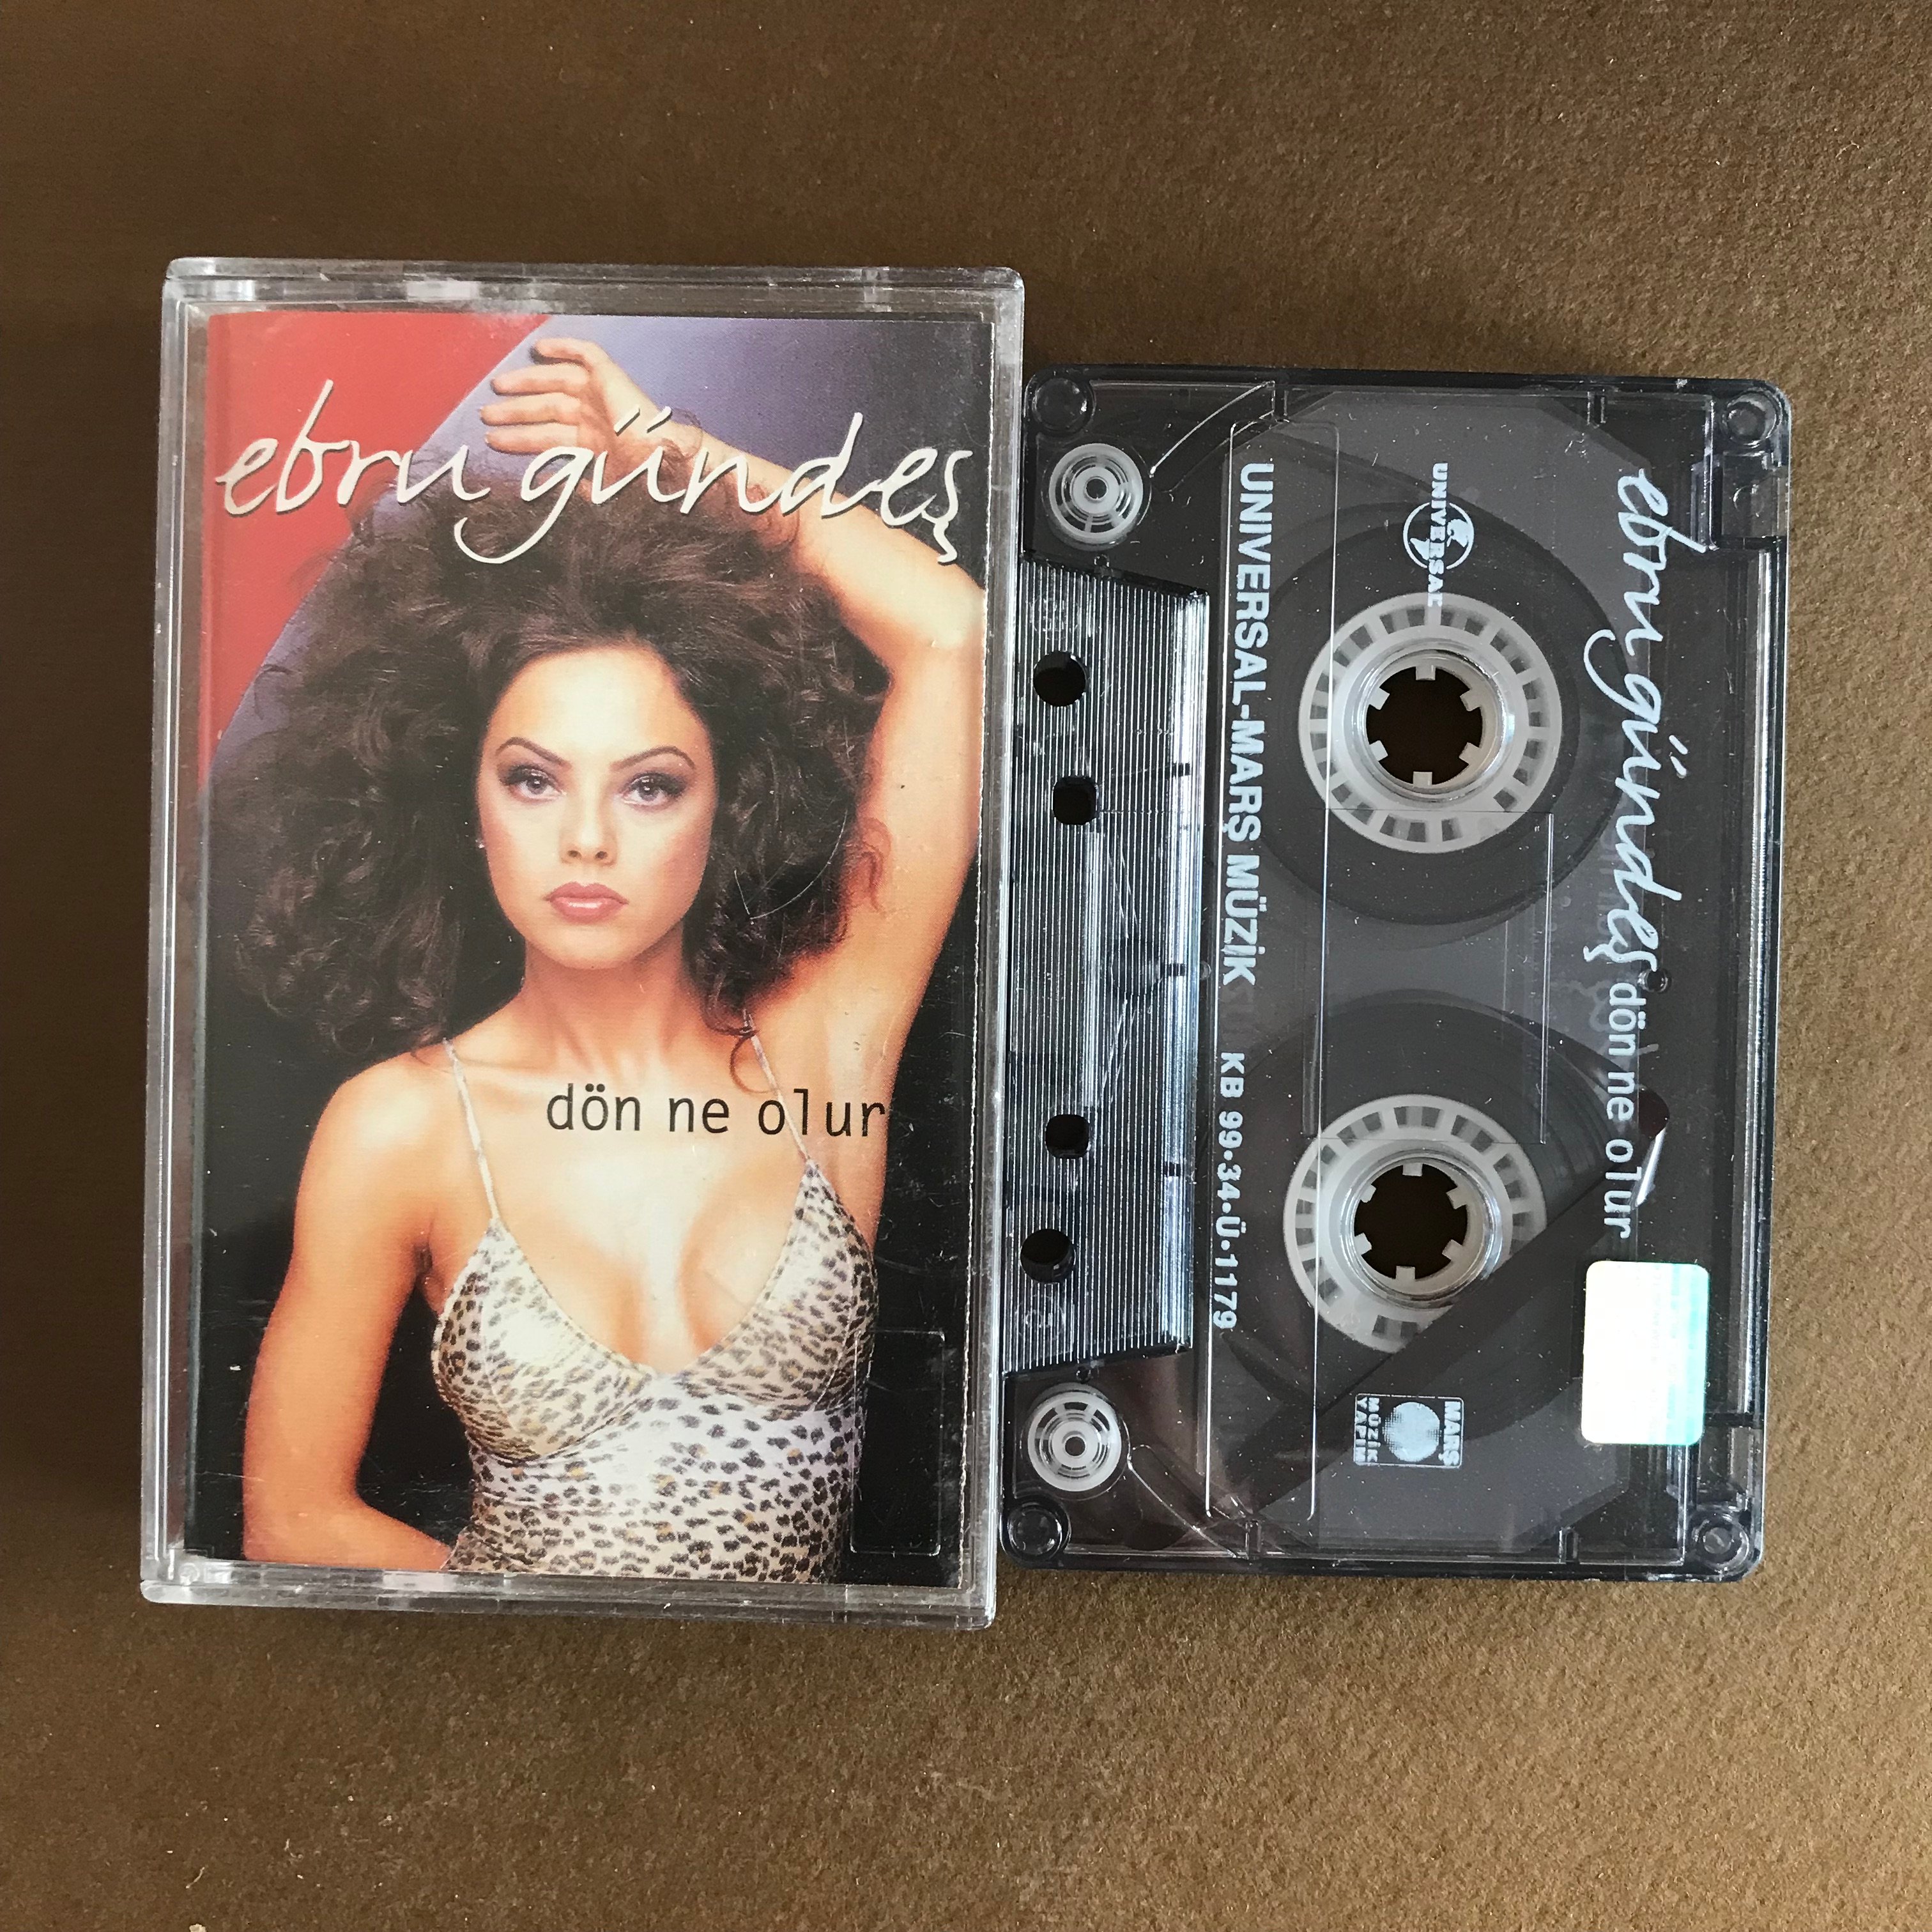 ebru gündeş
dön ne olur
ebru gündeş dön ne olur
UNIVERSAL
MARŞ
MÜZİK
YAPIM
UNIVERSAL-MARŞ MÜZİK KB 99•34•Ü•1179